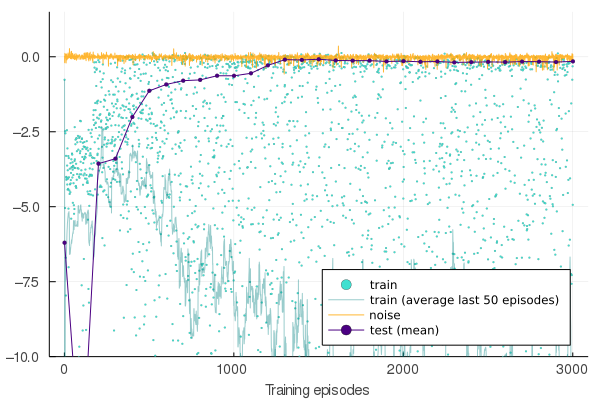 0.0
−2.5
−5.0
−7.5
−10.0
0
1000
2000
3000
Training episodes
train
train (average last 50 episodes)
noise
test (mean)